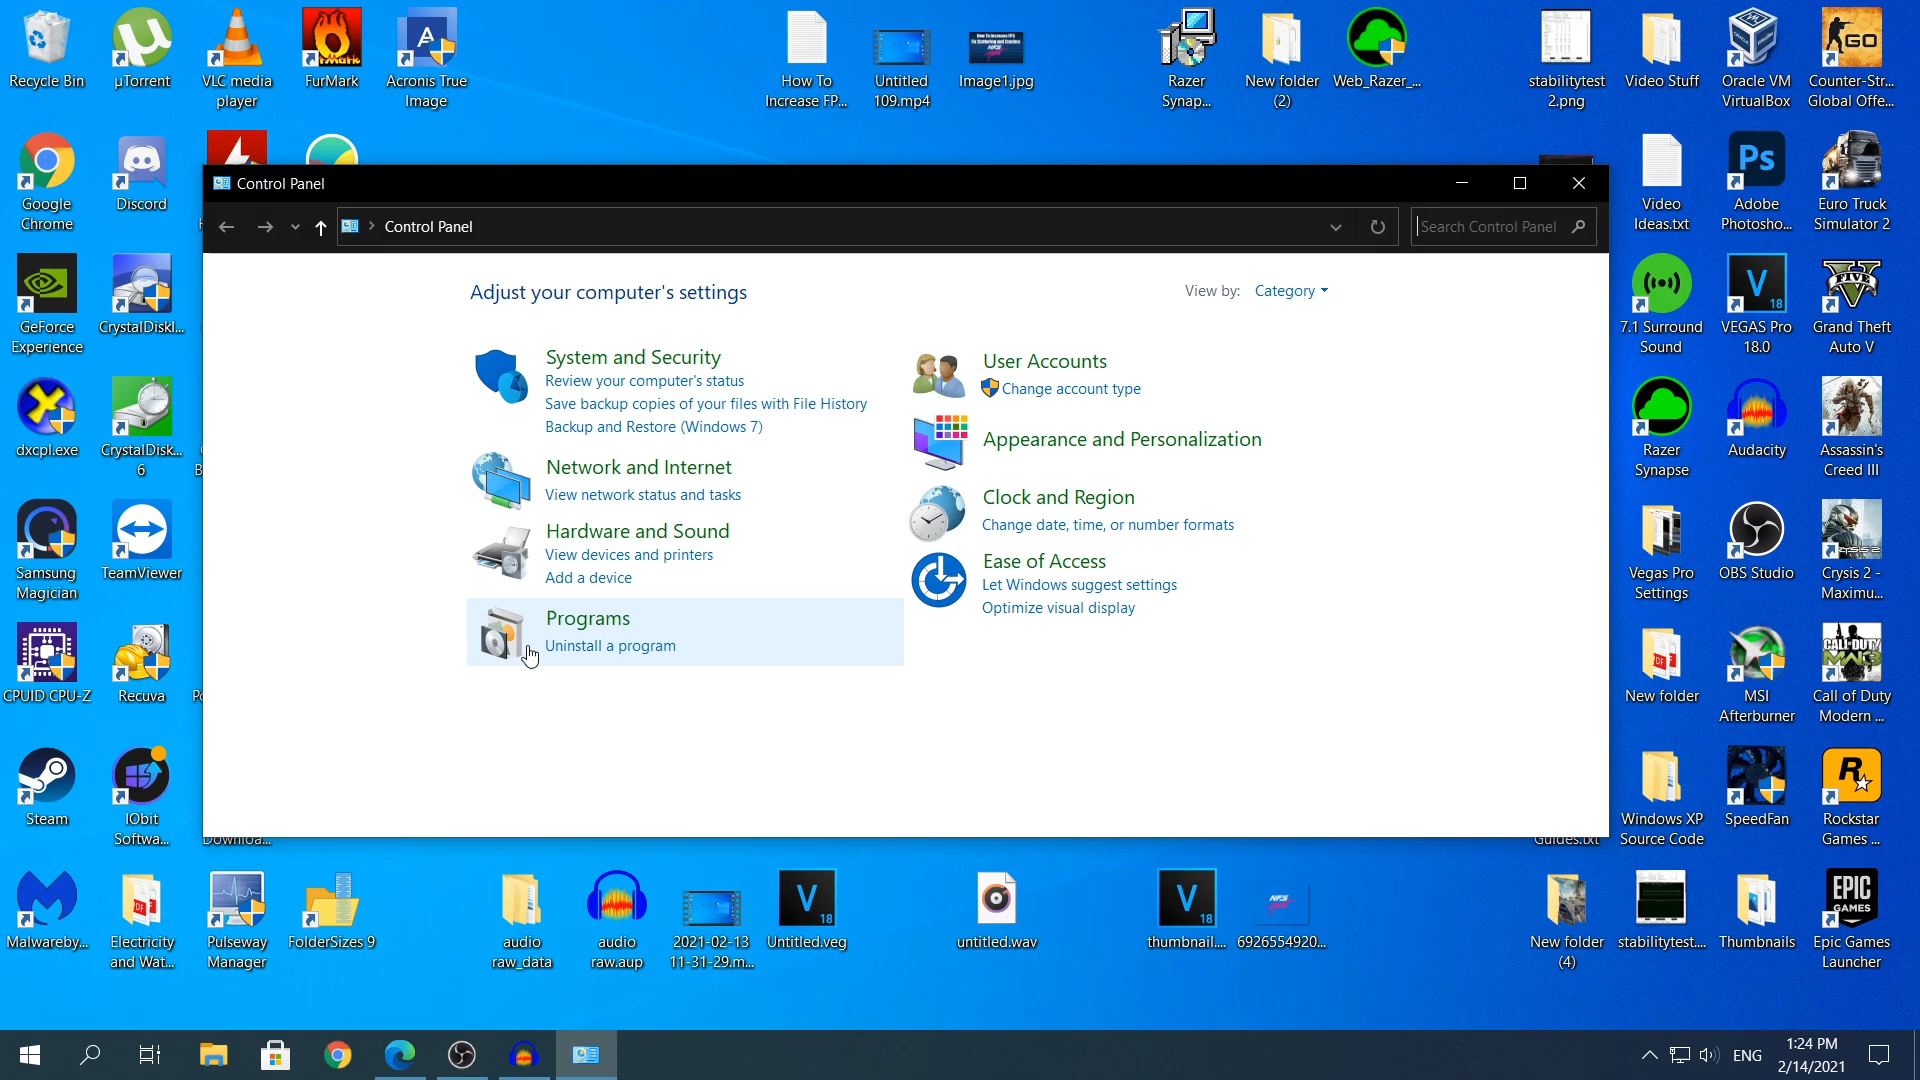 Recycle Bin
µTorrent
VLC media
player
FurMark
Acronis True
Image
How To
Increase FP...
Untitled
109.mp4
Image1.jpg
Razer
Synap...
New folder
(2)
Web_Razer_...
stabilitytest
2.png
Video Stuff
Oracle VM
VirtualBox
Counter-Str...
Global Offe...
Google
Chrome
Discord
Video
Ideas.txt
Adobe
Photosho...
Euro Truck
Simulator 2
Control Panel
Control Panel
Search Control Panel
Adjust your computer's settings
View by:
Category
System and Security
Review your computer's status
Save backup copies of your files with File History
Backup and Restore (Windows 7)
Network and Internet
View network status and tasks
Hardware and Sound
View devices and printers
Add a device
Programs
Uninstall a program
User Accounts
Change account type
Appearance and Personalization
Clock and Region
Change date, time, or number formats
Ease of Access
Let Windows suggest settings
Optimize visual display
GeForce
Experience
CrystalDiskI...
7.1 Surround
Sound
VEGAS Pro
18.0
Grand Theft
Auto V
dxcpl.exe
CrystalDisk...
6
Razer
Synapse
Audacity
Assassin's
Creed III
Samsung
Magician
TeamViewer
Vegas Pro
Settings
OBS Studio
Crysis 2 -
Maximu...
CPUID CPU-Z
Recuva
New folder
MSI
Afterburner
Call of Duty
Modern ...
Steam
IObit
Softwa...
Downloa...
Guides.txt
Windows XP
Source Code
SpeedFan
Rockstar
Games ...
Malwareby...
Electricity
and Wat...
Pulseway
Manager
FolderSizes 9
audio
raw_data
audio
raw.aup
2021-02-13
11-31-29.m...
Untitled.veg
untitled.wav
thumbnail....
6926554920...
New folder
(4)
stabilitytest....
Thumbnails
Epic Games
Launcher
ENG
1:24 PM
2/14/2021